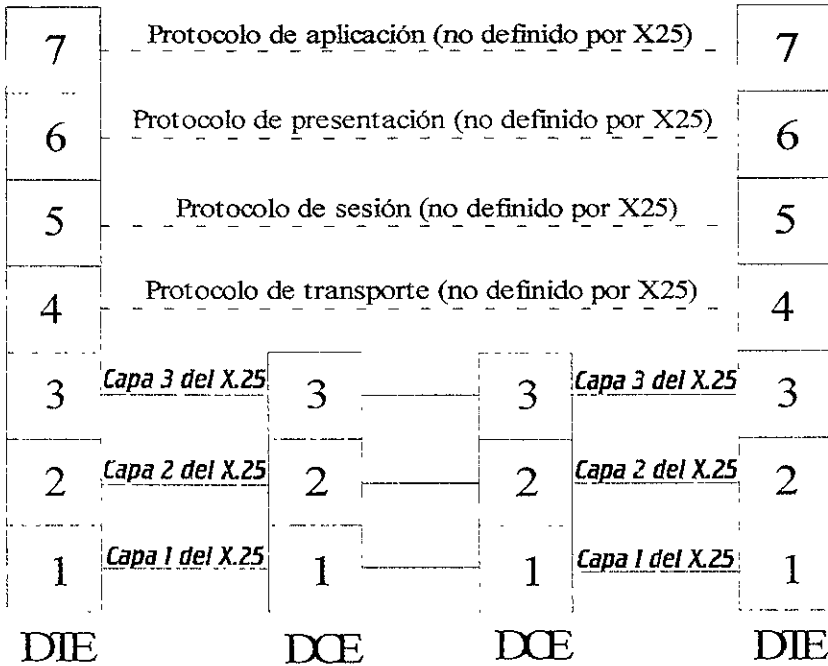 7 Protocolo de aplicación (no definido por X25) 7
6 Protocolo de presentación (no definido por X25) 6
5 Protocolo de sesión (no definido por X25) 5
4 Protocolo de transporte (no definido por X25) 4
3 Capa 3 del X.25 3 3 Capa 3 del X.25 3
2 Capa 2 del X.25 2 2 Capa 2 del X.25 2
1 Capa 1 del X.25 1 1 Capa 1 del X.25 1
DTE DCE DCE DTE